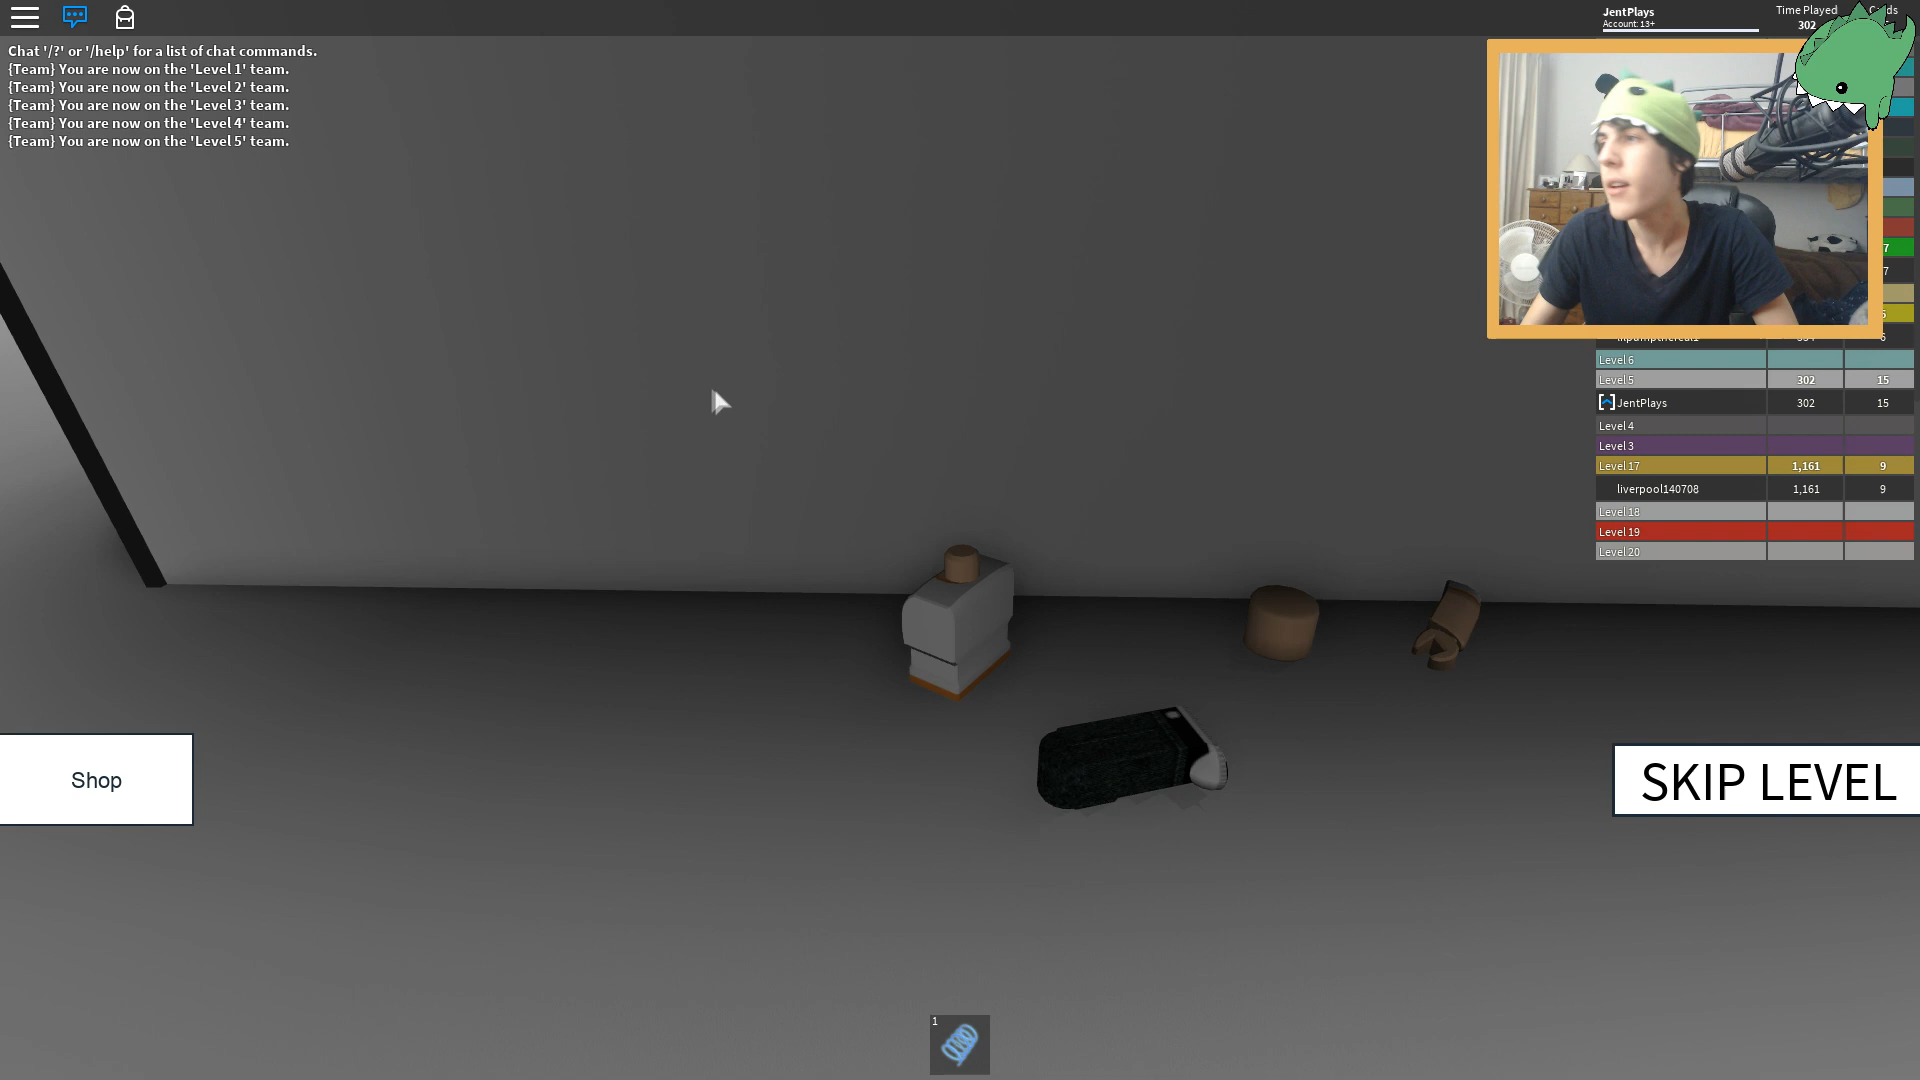 JentPlays
Account: 13+
Time Played
302
Chat '/?' or '/help' for a list of chat commands.
{Team} You are now on the 'Level 1' team.
{Team} You are now on the 'Level 2' team.
{Team} You are now on the 'Level 3' team.
{Team} You are now on the 'Level 4' team.
{Team} You are now on the 'Level 5' team.
7
7
Level 6
Level 5 302 15
JentPlays 302 15
Level 4
Level 3
Level 17 1,161 9
liverpool140708 1,161 9
Level 18
Level 19
Level 20
Shop
SKIP LEVEL
1